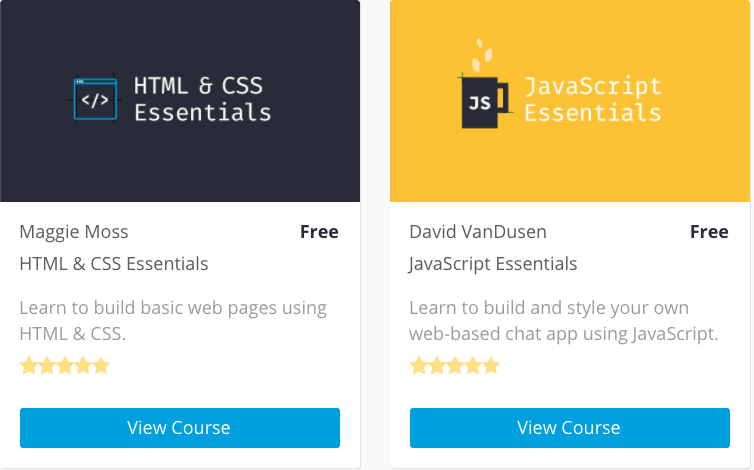 </>
HTML & CSS
Essentials
Maggie Moss
Free
HTML & CSS Essentials
Learn to build basic web pages using
HTML & CSS.
View Course
JS
JavaScript
Essentials
David VanDusen
Free
JavaScript Essentials
Learn to build and style your own
web-based chat app using JavaScript.
View Course